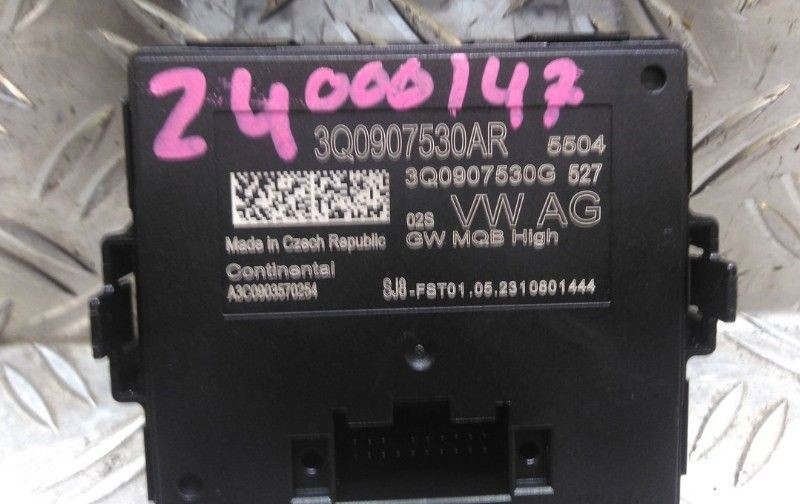 24000147
3Q0907530AR 5504
3Q0907530G 527
02S VW AG
GW MQB High
Made in Czech Republic
Continental
A3C0903570254
SJ8-FST01.05.2310801444